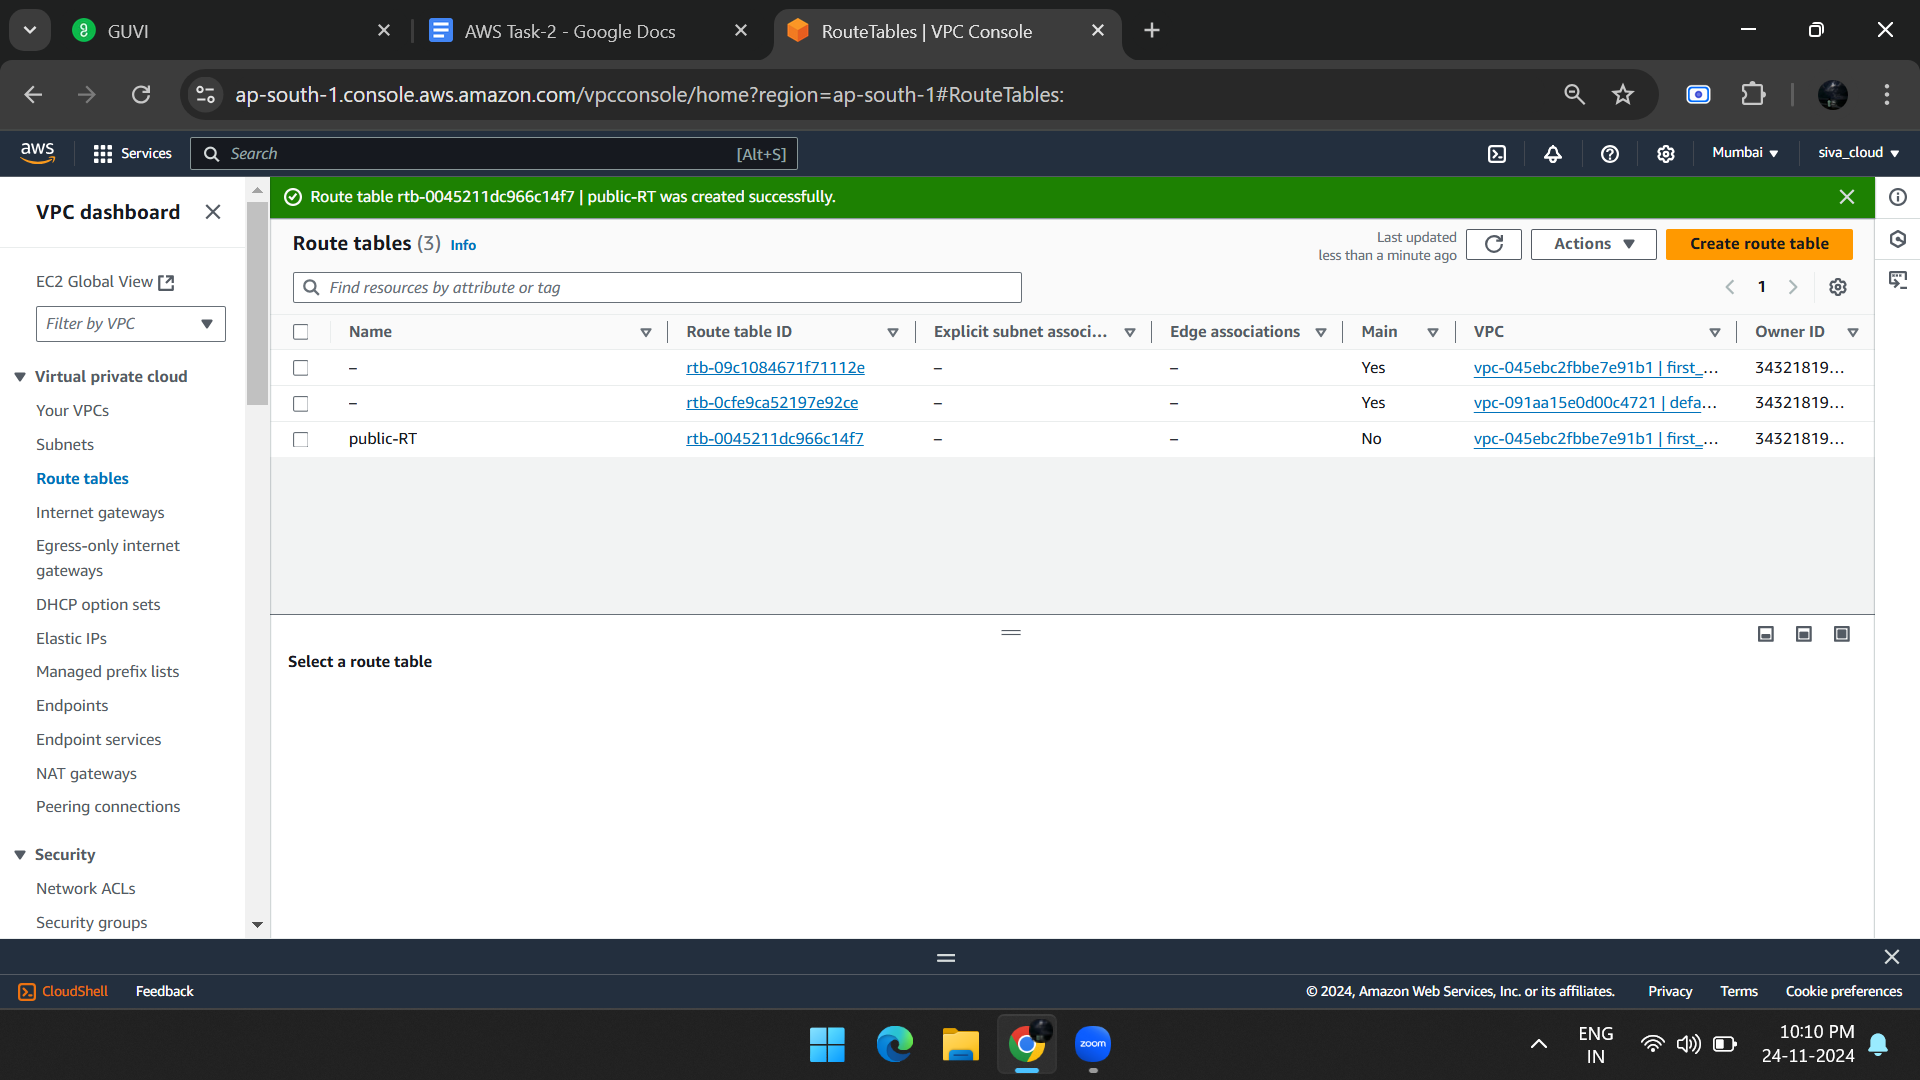 GUVI
AWS Task-2 - Google Docs
RouteTables | VPC Console
ap-south-1.console.aws.amazon.com/vpcconsole/home?region=ap-south-1#RouteTables:
aws
Services
Search
[Alt+S]
Mumbai
siva_cloud
VPC dashboard
EC2 Global View
Filter by VPC
Virtual private cloud
Your VPCs
Subnets
Route tables
Internet gateways
Egress-only internet
gateways
DHCP option sets
Elastic IPs
Managed prefix lists
Endpoints
Endpoint services
NAT gateways
Peering connections
Security
Network ACLs
Security groups
Route table rtb-0045211dc966c14f7 | public-RT was created successfully.
Route tables (3) Info
Last updated
less than a minute ago
Actions
Create route table
Find resources by attribute or tag
1
Name Route table ID Explicit subnet associ... Edge associations Main VPC Owner ID
– rtb-09c1084671f71112e – – Yes vpc-045ebc2fbbe7e91b1 | first_... 34321819...
– rtb-0cfe9ca52197e92ce – – Yes vpc-091aa15e0d00c4721 | defa... 34321819...
public-RT rtb-0045211dc966c14f7 – – No vpc-045ebc2fbbe7e91b1 | first_... 34321819...
Select a route table
CloudShell
Feedback
© 2024, Amazon Web Services, Inc. or its affiliates.
Privacy
Terms
Cookie preferences
zoom
ENG
IN
10:10 PM
24-11-2024